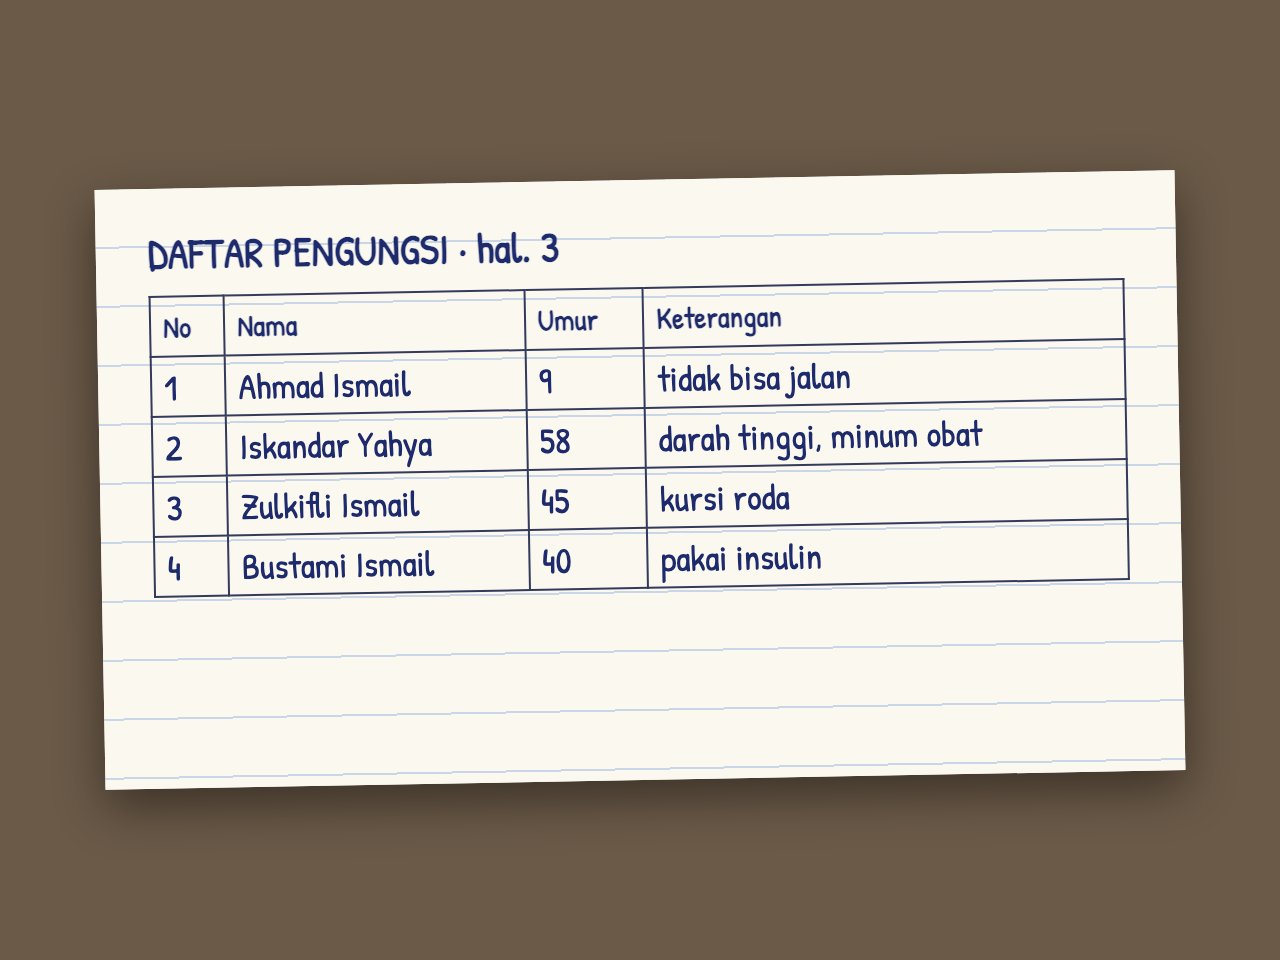 DAFTAR PENGUNGSI · hal. 3
No Nama Umur Keterangan
1 Ahmad Ismail 9 tidak bisa jalan
2 Iskandar Yahya 58 darah tinggi, minum obat
3 Zulkifli Ismail 45 kursi roda
4 Bustami Ismail 40 pakai insulin